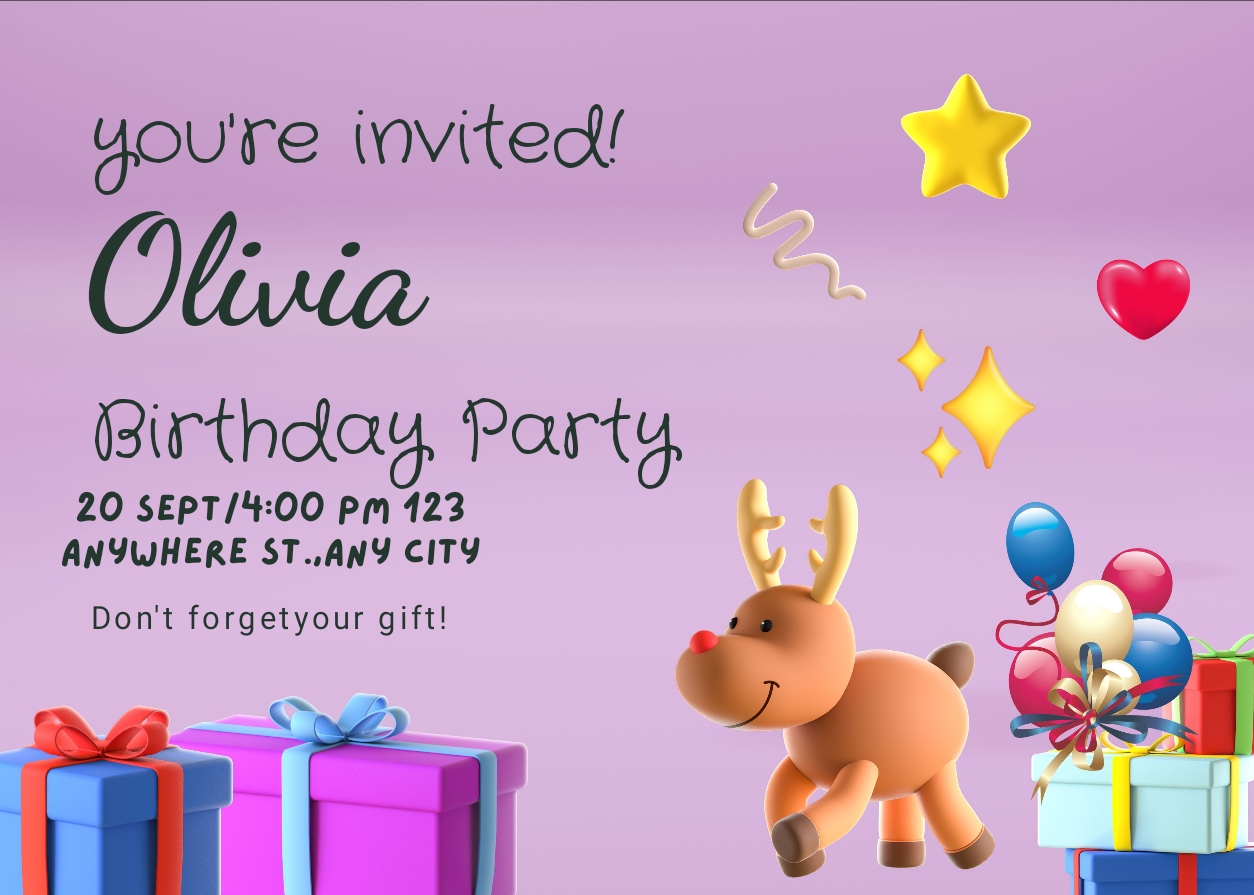 you're invited!
Olivia
Birthday Party
20 SEPT/4:00 PM 123
ANYWHERE ST.,ANY CITY
Don't forgetyour gift!